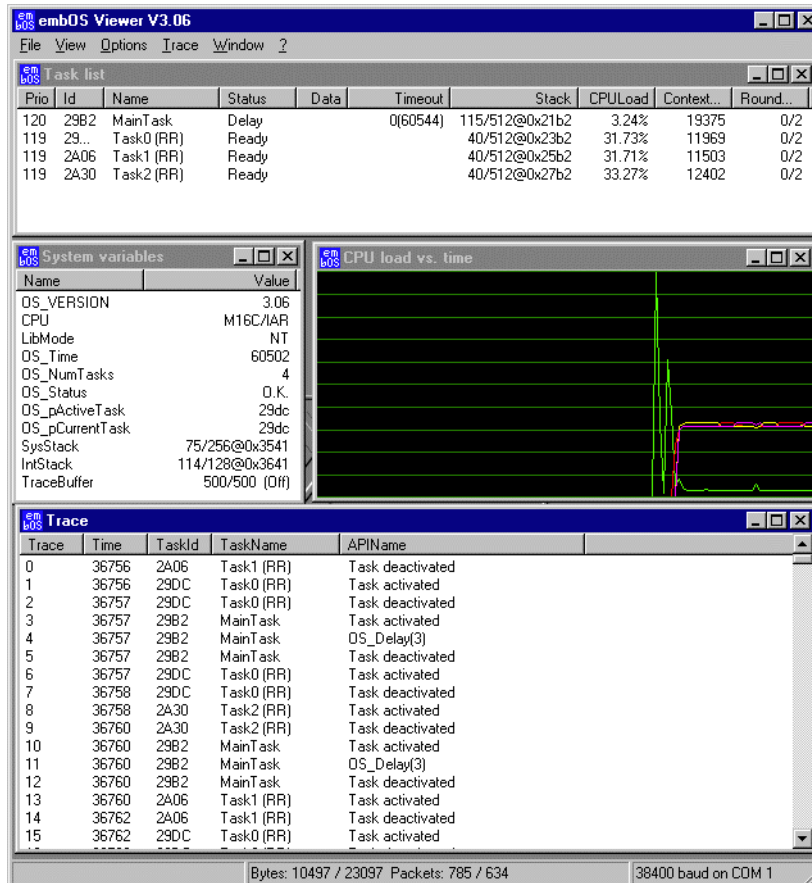 em bOS embOS Viewer V3.06
File View Options Trace Window ?
em bOS Task list
Prio Id Name Status Data Timeout Stack CPULoad Context... Round...
120 29B2 MainTask Delay 0(60544) 115/512@0x21b2 3.24% 19375 0/2
119 29... Task0 (RR) Ready 40/512@0x23b2 31.73% 11969 0/2
119 2A06 Task1 (RR) Ready 40/512@0x25b2 31.71% 11503 0/2
119 2A30 Task2 (RR) Ready 40/512@0x27b2 33.27% 12402 0/2
em bOS System variables
Name Value
OS_VERSION 3.06
CPU M16C/IAR
LibMode NT
OS_Time 60502
OS_NumTasks 4
OS_Status O.K.
OS_pActiveTask 29dc
OS_pCurrentTask 29dc
SysStack 75/256@0x3541
IntStack 114/128@0x3641
TraceBuffer 500/500 (Off)
em bOS CPU load vs. time
em bOS Trace
Trace Time TaskId TaskName APIName
0 36756 2A06 Task1 (RR) Task deactivated
1 36756 29DC Task0 (RR) Task activated
2 36757 29DC Task0 (RR) Task deactivated
3 36757 29B2 MainTask Task activated
4 36757 29B2 MainTask OS_Delay(3)
5 36757 29B2 MainTask Task deactivated
6 36757 29DC Task0 (RR) Task activated
7 36758 29DC Task0 (RR) Task deactivated
8 36758 2A30 Task2 (RR) Task activated
9 36760 2A30 Task2 (RR) Task deactivated
10 36760 29B2 MainTask Task activated
11 36760 29B2 MainTask OS_Delay(3)
12 36760 29B2 MainTask Task deactivated
13 36760 2A06 Task1 (RR) Task activated
14 36762 2A06 Task1 (RR) Task deactivated
15 36762 29DC Task0 (RR) Task activated
Bytes: 10497 / 23097 Packets: 785 / 634
38400 baud on COM 1